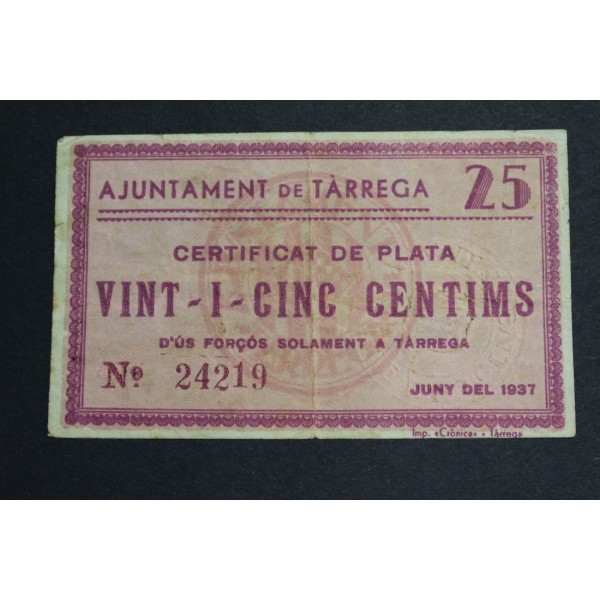 AJUNTAMENT DE TÀRREGA 25
CERTIFICAT DE PLATA
VINT-I-CINC CENTIMS
D'ÚS FORÇÓS SOLAMENT A TÀRREGA
Nº 24219
JUNY DEL 1937
Imp. «Crònica» - Tàrrega